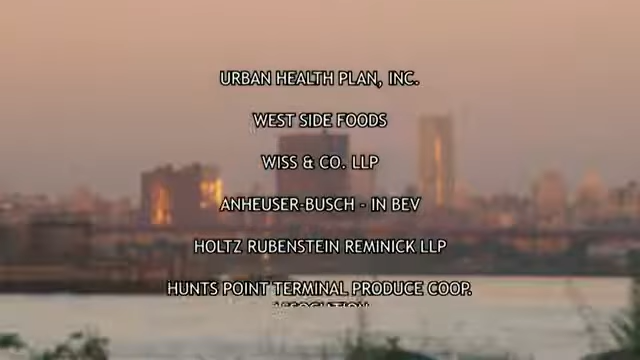 URBAN HEALTH PLAN, INC.
WEST SIDE FOODS
WISS & CO. LLP
ANHEUSER-BUSCH - IN BEV
HOLTZ RUBENSTEIN REMINICK LLP
HUNTS POINT TERMINAL PRODUCE COOP.
ASSOCIATION